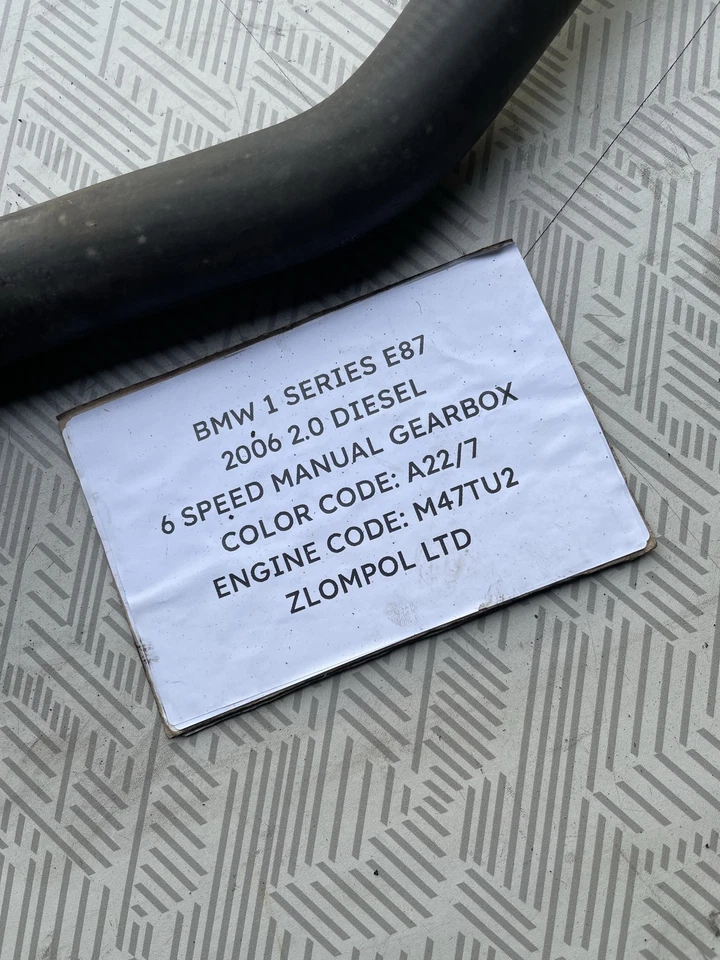 BMW 1 SERIES E87
2006 2.0 DIESEL
6 SPEED MANUAL GEARBOX
COLOR CODE: A22/7
ENGINE CODE: M47TU2
ZLOMPOL LTD